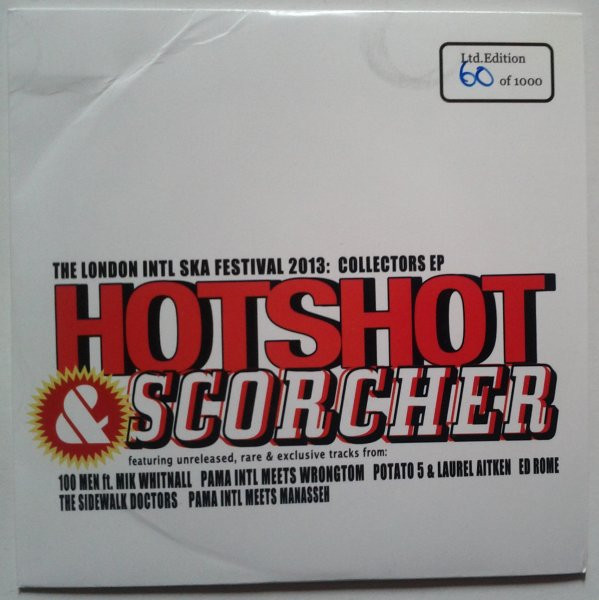 Ltd.Edition
60 of 1000
THE LONDON INTL SKA FESTIVAL 2013: COLLECTORS EP
HOTSHOT
& SCORCHER
featuring unreleased, rare & exclusive tracks from:
100 MEN ft. MIK WHITNALL PAMA INTL MEETS WRONGTOM POTATO 5 & LAUREL AITKEN ED ROME
THE SIDEWALK DOCTORS PAMA INTL MEETS MANASSEH